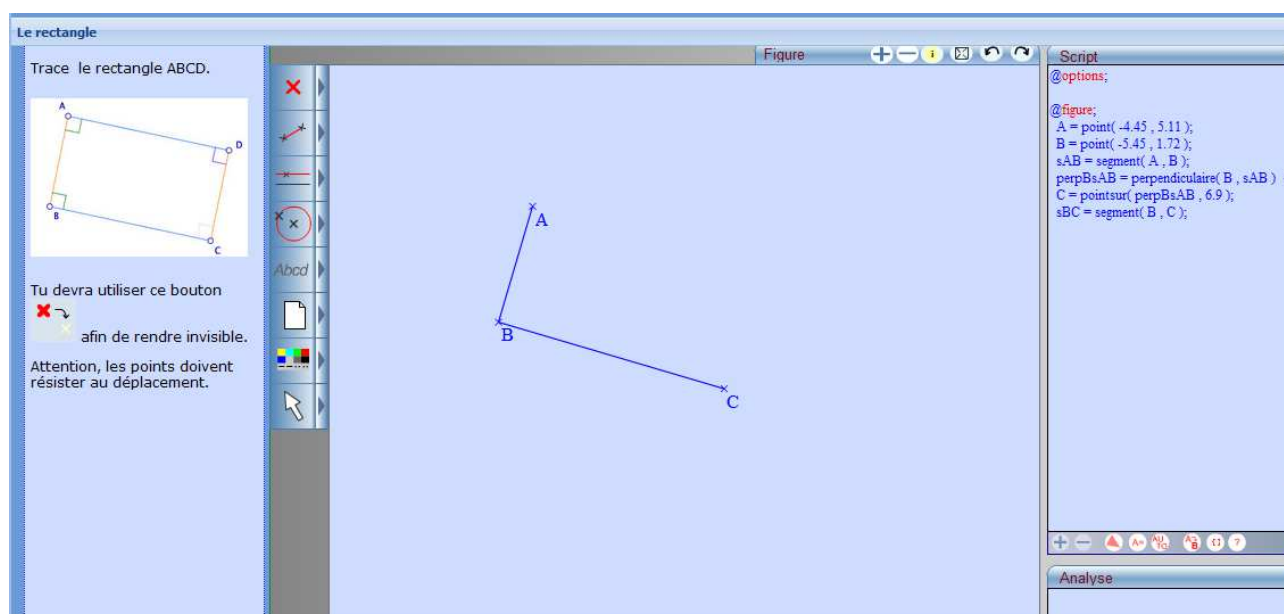 Le rectangle
Trace le rectangle ABCD.
A
D
B
C
Tu devra utiliser ce bouton
afin de rendre invisible.
Attention, les points doivent
résister au déplacement.
Abcd
Figure
i
A
B
C
Script
@options;
@figure;
A = point( -4.45 , 5.11 );
B = point( -5.45 , 1.72 );
sAB = segment( A , B );
perpBsAB = perpendiculaire( B , sAB )
C = pointsur( perpBsAB , 6.9 );
sBC = segment( B , C );
Analyse